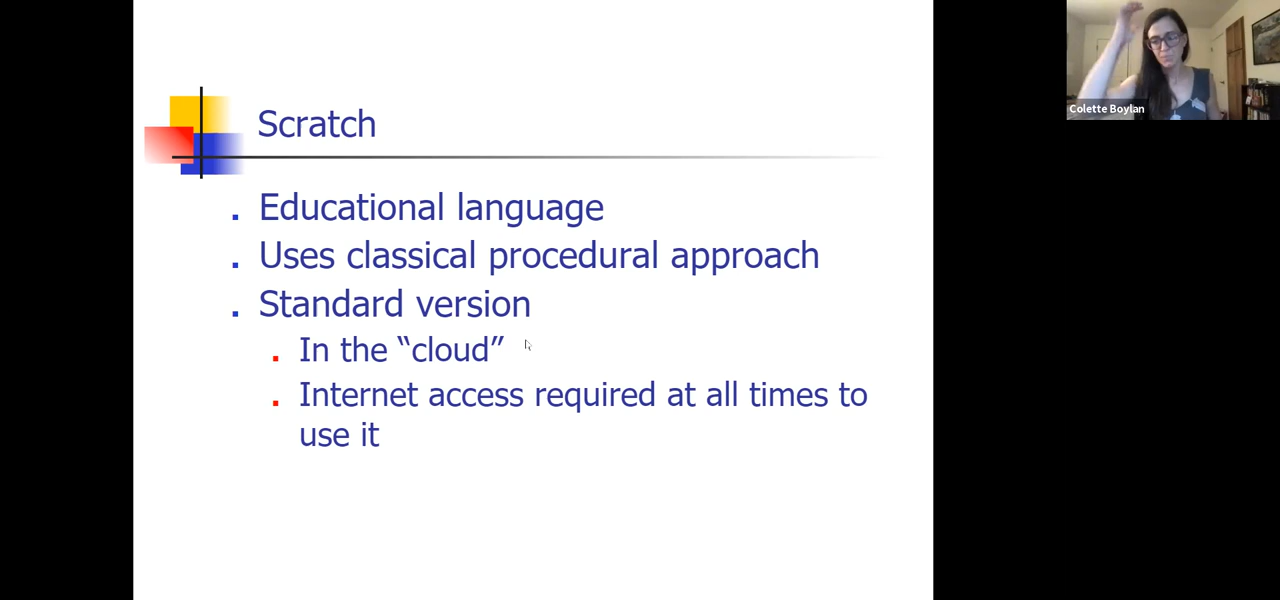 Scratch
Colette Boylan
Educational language
Uses classical procedural approach
Standard version
In the “cloud”
Internet access required at all times to
use it